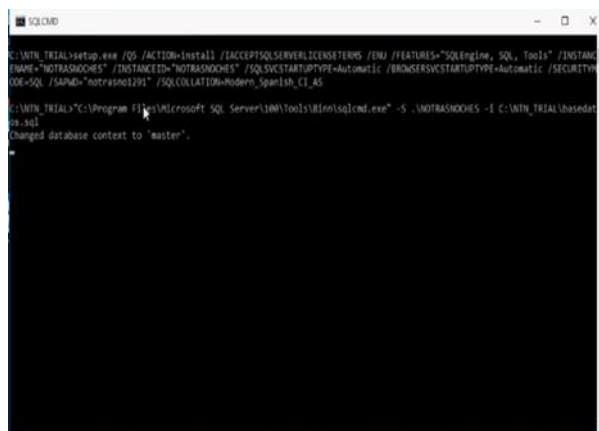 SQLCMD
C:\NTN_TRIAL>setup.exe /QS /ACTION=install /IACCEPTSQLSERVERLICENSETERMS /ENU /FEATURES="SQLEngine, SQL, Tools" /INSTANC
ENAME="NOTRASNOCHES" /INSTANCEID="NOTRASNOCHES" /SQLSVCSTARTUPTYPE=Automatic /BROWSERSVCSTARTUPTYPE=Automatic /SECURITYM
ODE=SQL /SAPWD="notrasno1291" /SQLCOLLATION=Modern_Spanish_CI_AS
C:\NTN_TRIAL>"C:\Program Files\Microsoft SQL Server\100\Tools\Binn\sqlcmd.exe" -S .\NOTRASNOCHES -i C:\NTN_TRIAL\basedat
os.sql
Changed database context to 'master'.